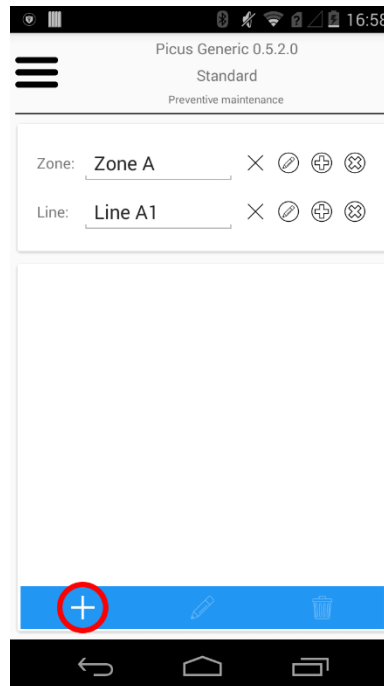 16:58
Picus Generic 0.5.2.0
Standard
Preventive maintenance
Zone: Zone A
Line: Line A1